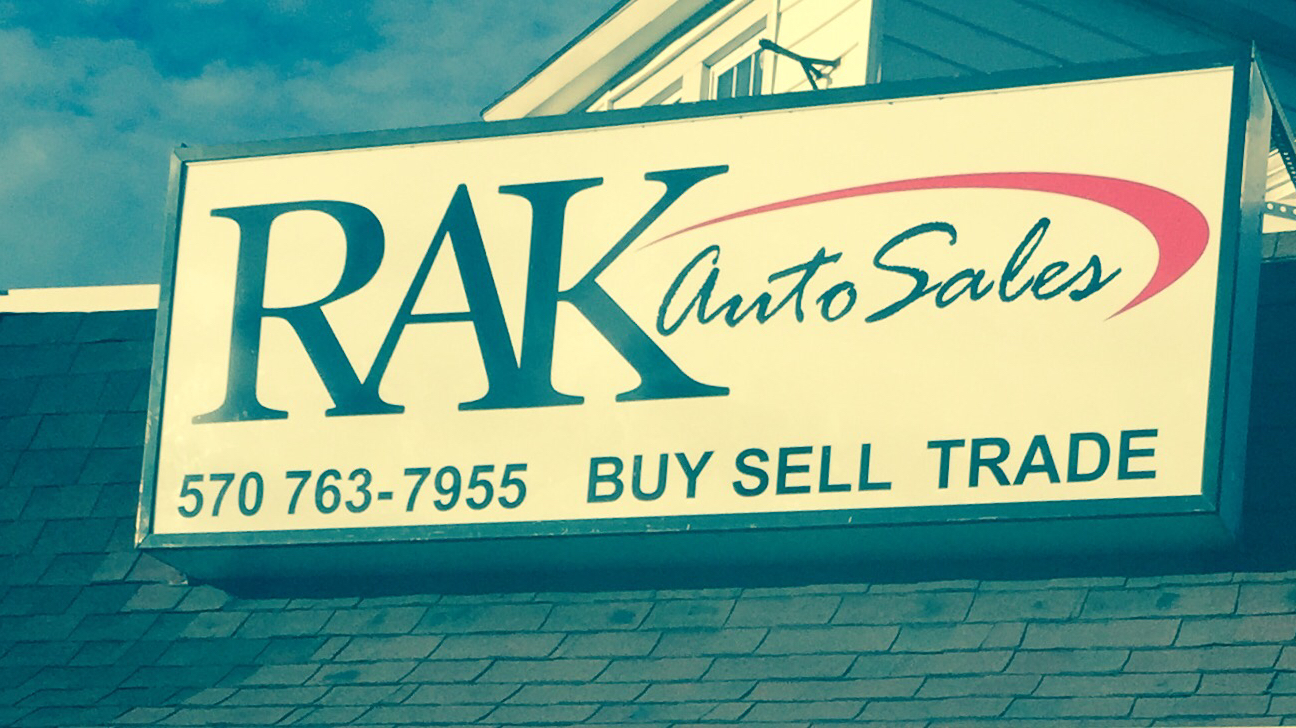 RAK Auto Sales
570 763-7955 BUY SELL TRADE